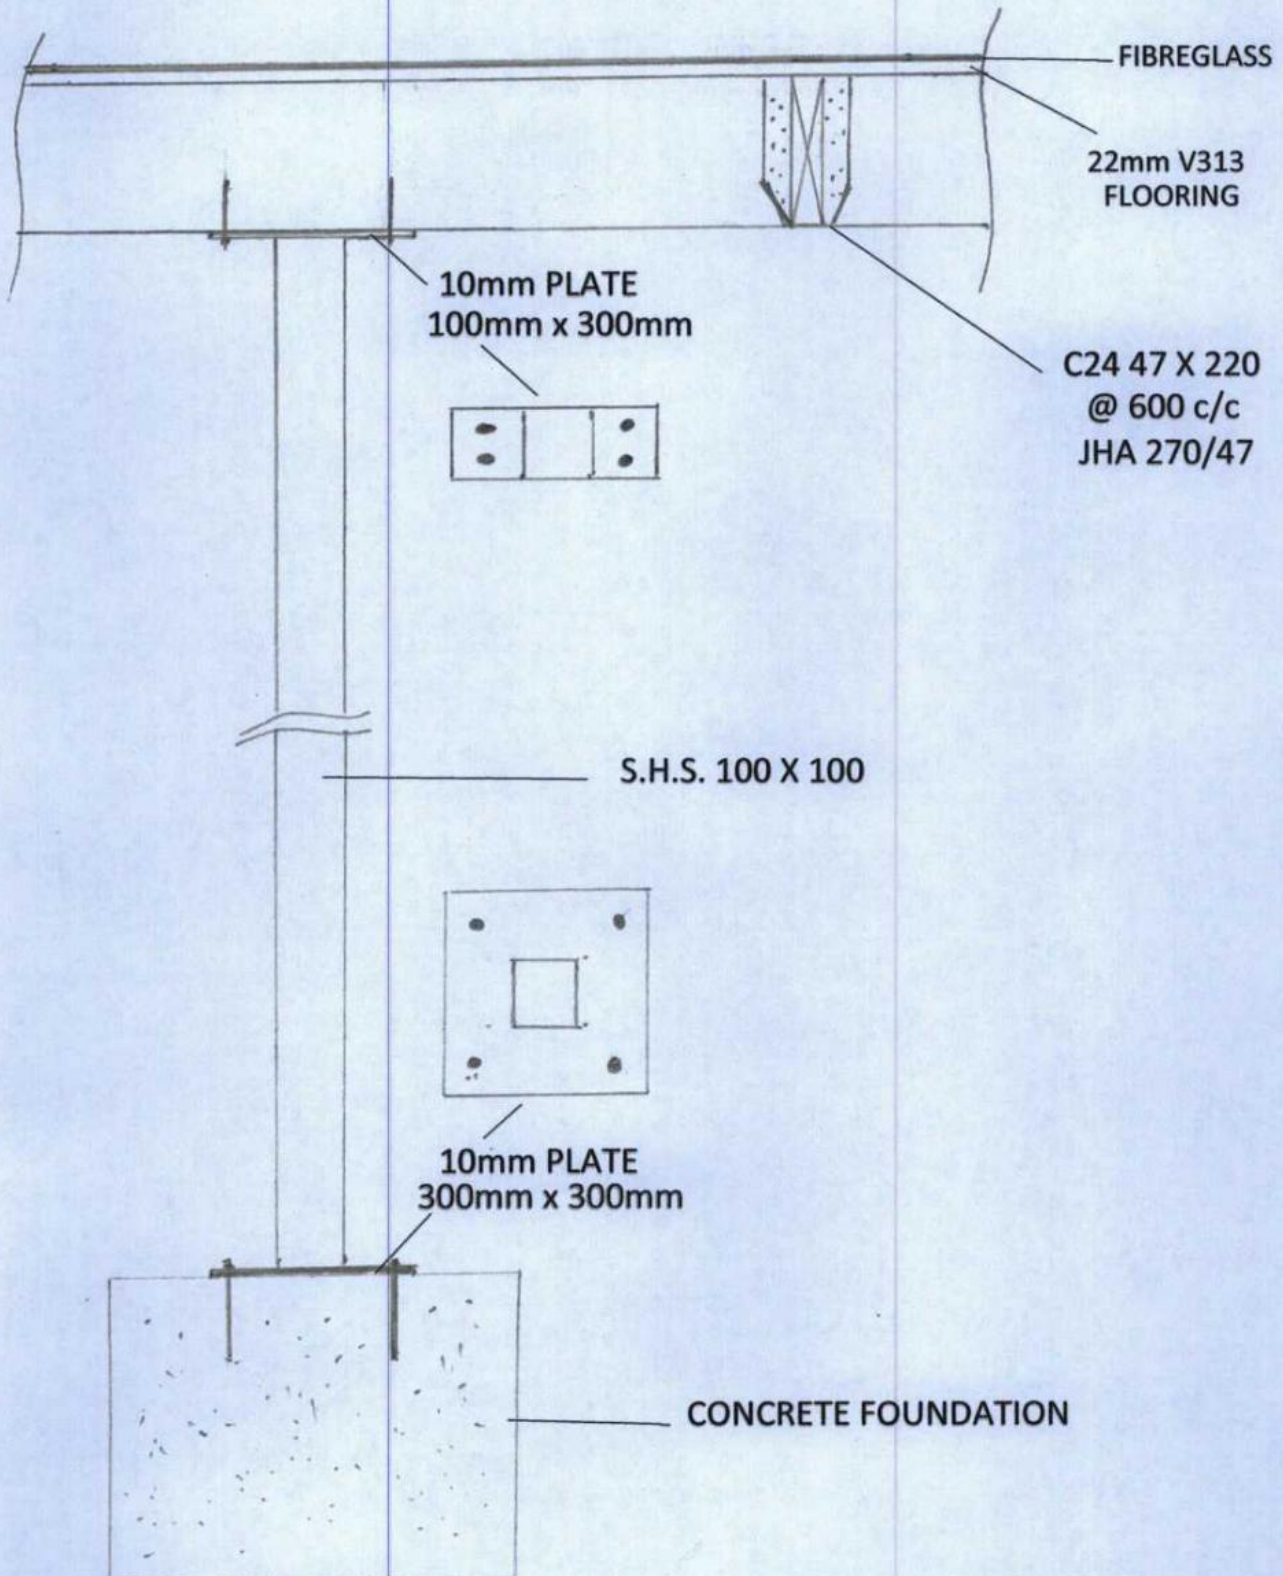 FIBREGLASS
22mm V313
FLOORING
10mm PLATE
100mm x 300mm
C24 47 X 220
@ 600 c/c
JHA 270/47
S.H.S. 100 X 100
10mm PLATE
300mm x 300mm
CONCRETE FOUNDATION